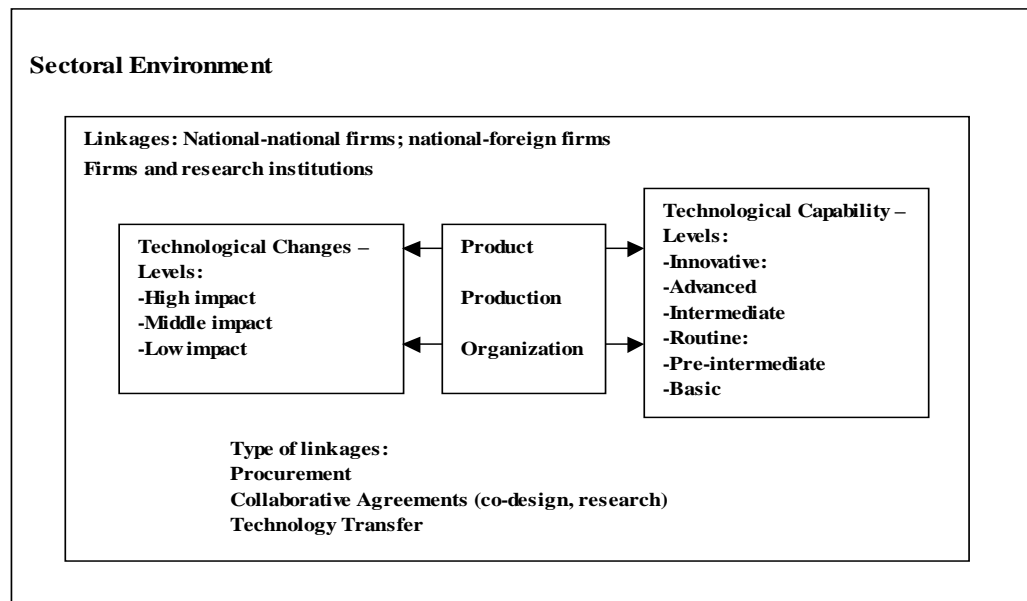 Sectoral Environment
Linkages: National-national firms; national-foreign firms
Firms and research institutions
Technological Changes –
Levels:
-High impact
-Middle impact
-Low impact
Product
Production
Organization
Technological Capability –
Levels:
-Innovative:
-Advanced
-Intermediate
-Routine:
-Pre-intermediate
-Basic
Type of linkages:
Procurement
Collaborative Agreements (co-design, research)
Technology Transfer